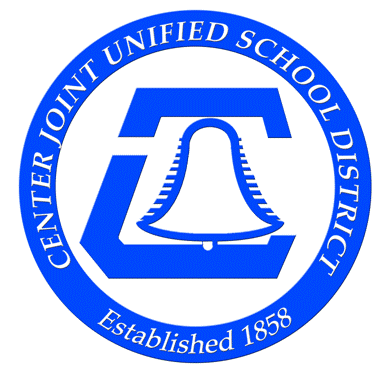 CENTER JOINT UNIFIED SCHOOL DISTRICT
Established 1858